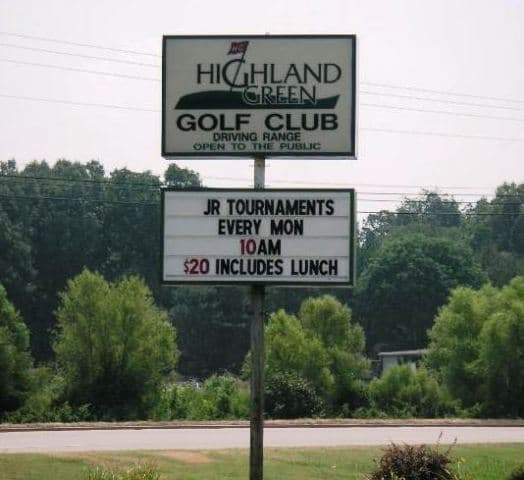 HIGHLAND
GREEN
GOLF CLUB
DRIVING RANGE
OPEN TO THE PUBLIC
JR TOURNAMENTS
EVERY MON
10AM
$20 INCLUDES LUNCH